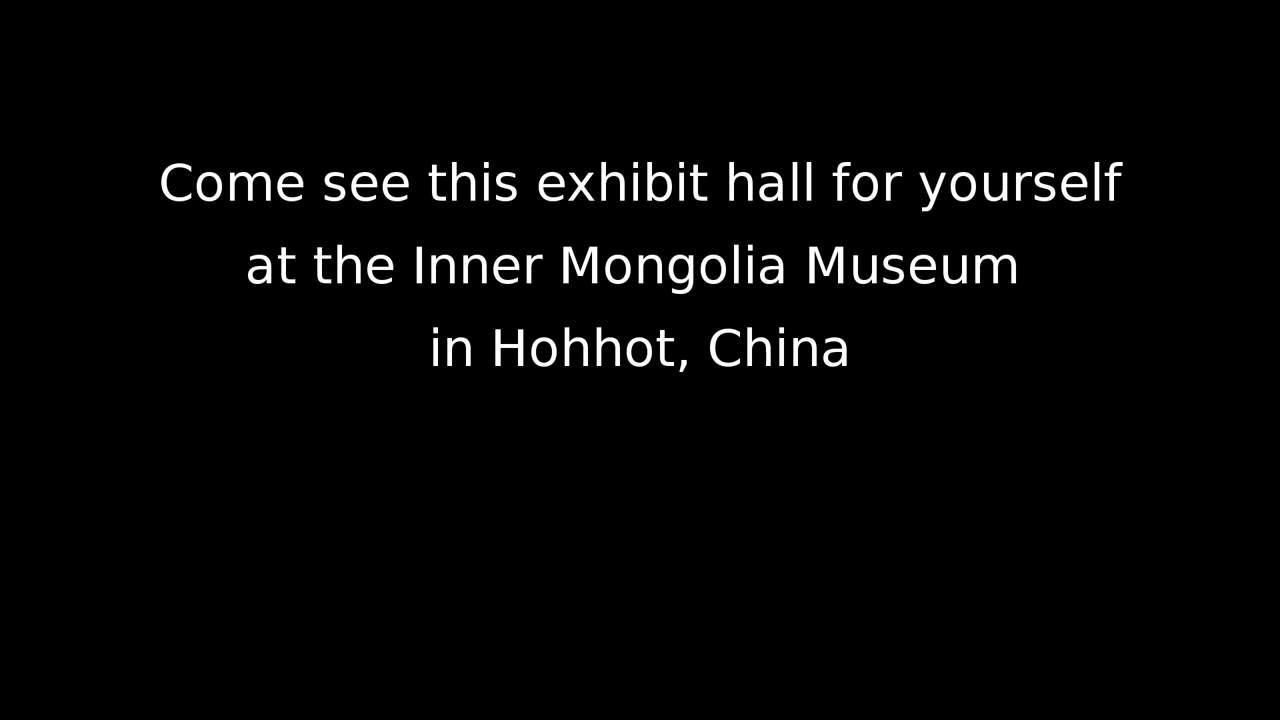 Come see this exhibit hall for yourself
at the Inner Mongolia Museum
in Hohhot, China